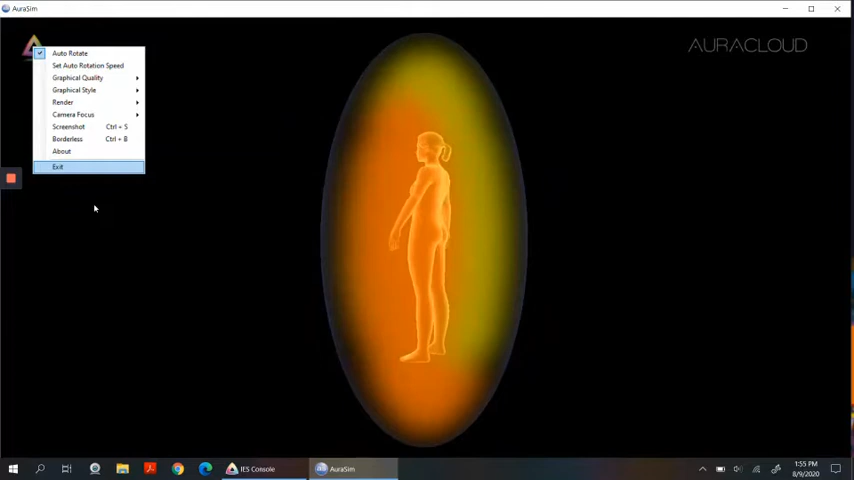 AuraSim
AURACLOUD
Auto Rotate
Set Auto Rotation Speed
Graphical Quality
Graphical Style
Render
Camera Focus
Screenshot Ctrl + S
Borderless Ctrl + B
About
Exit
IES Console
AuraSim
1:55 PM
8/9/2020